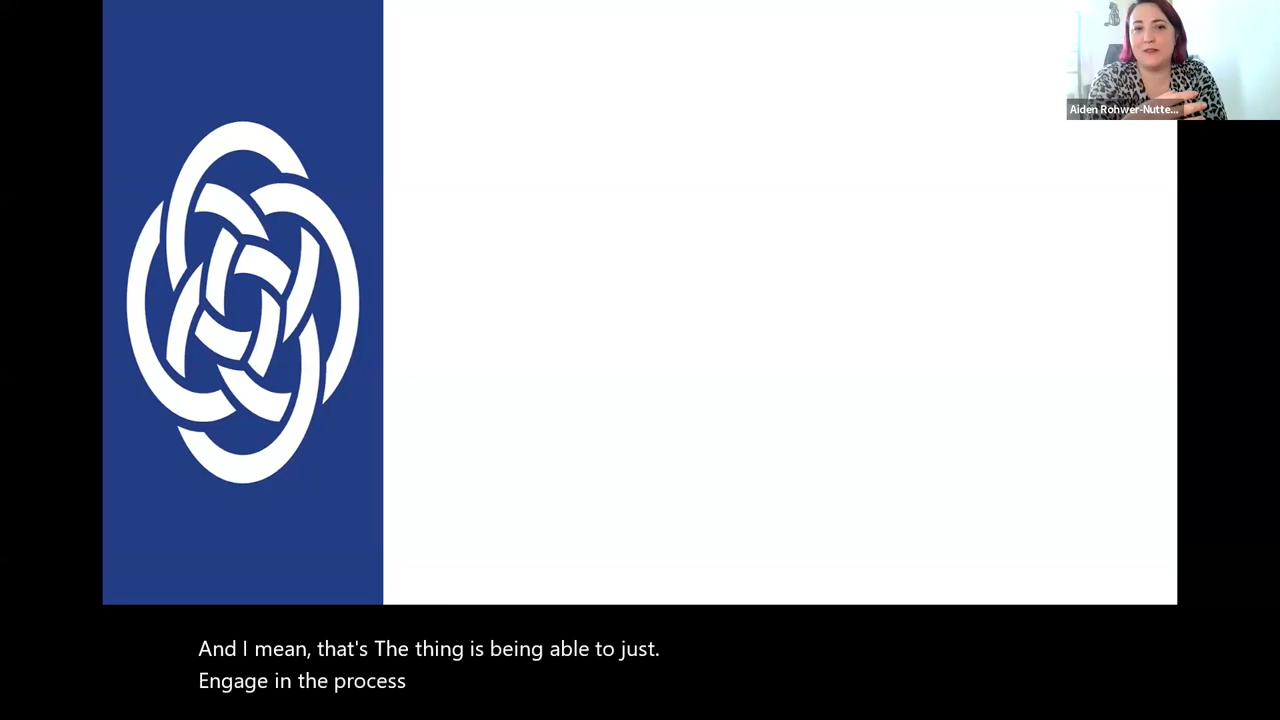 Aiden Rohwer-Nutte...
And I mean, that's The thing is being able to just.
Engage in the process